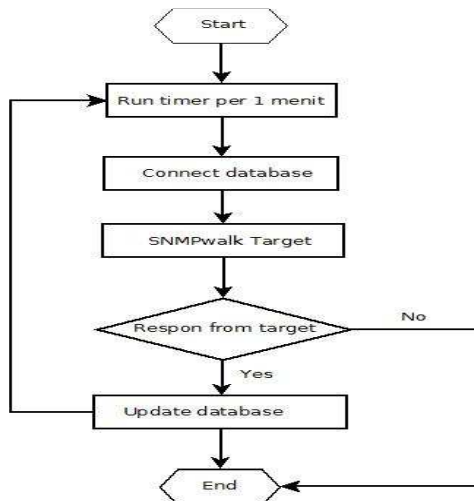 Start
Run timer per 1 menit
Connect database
SNMPwalk Target
Respon from target
No
Yes
Update database
End